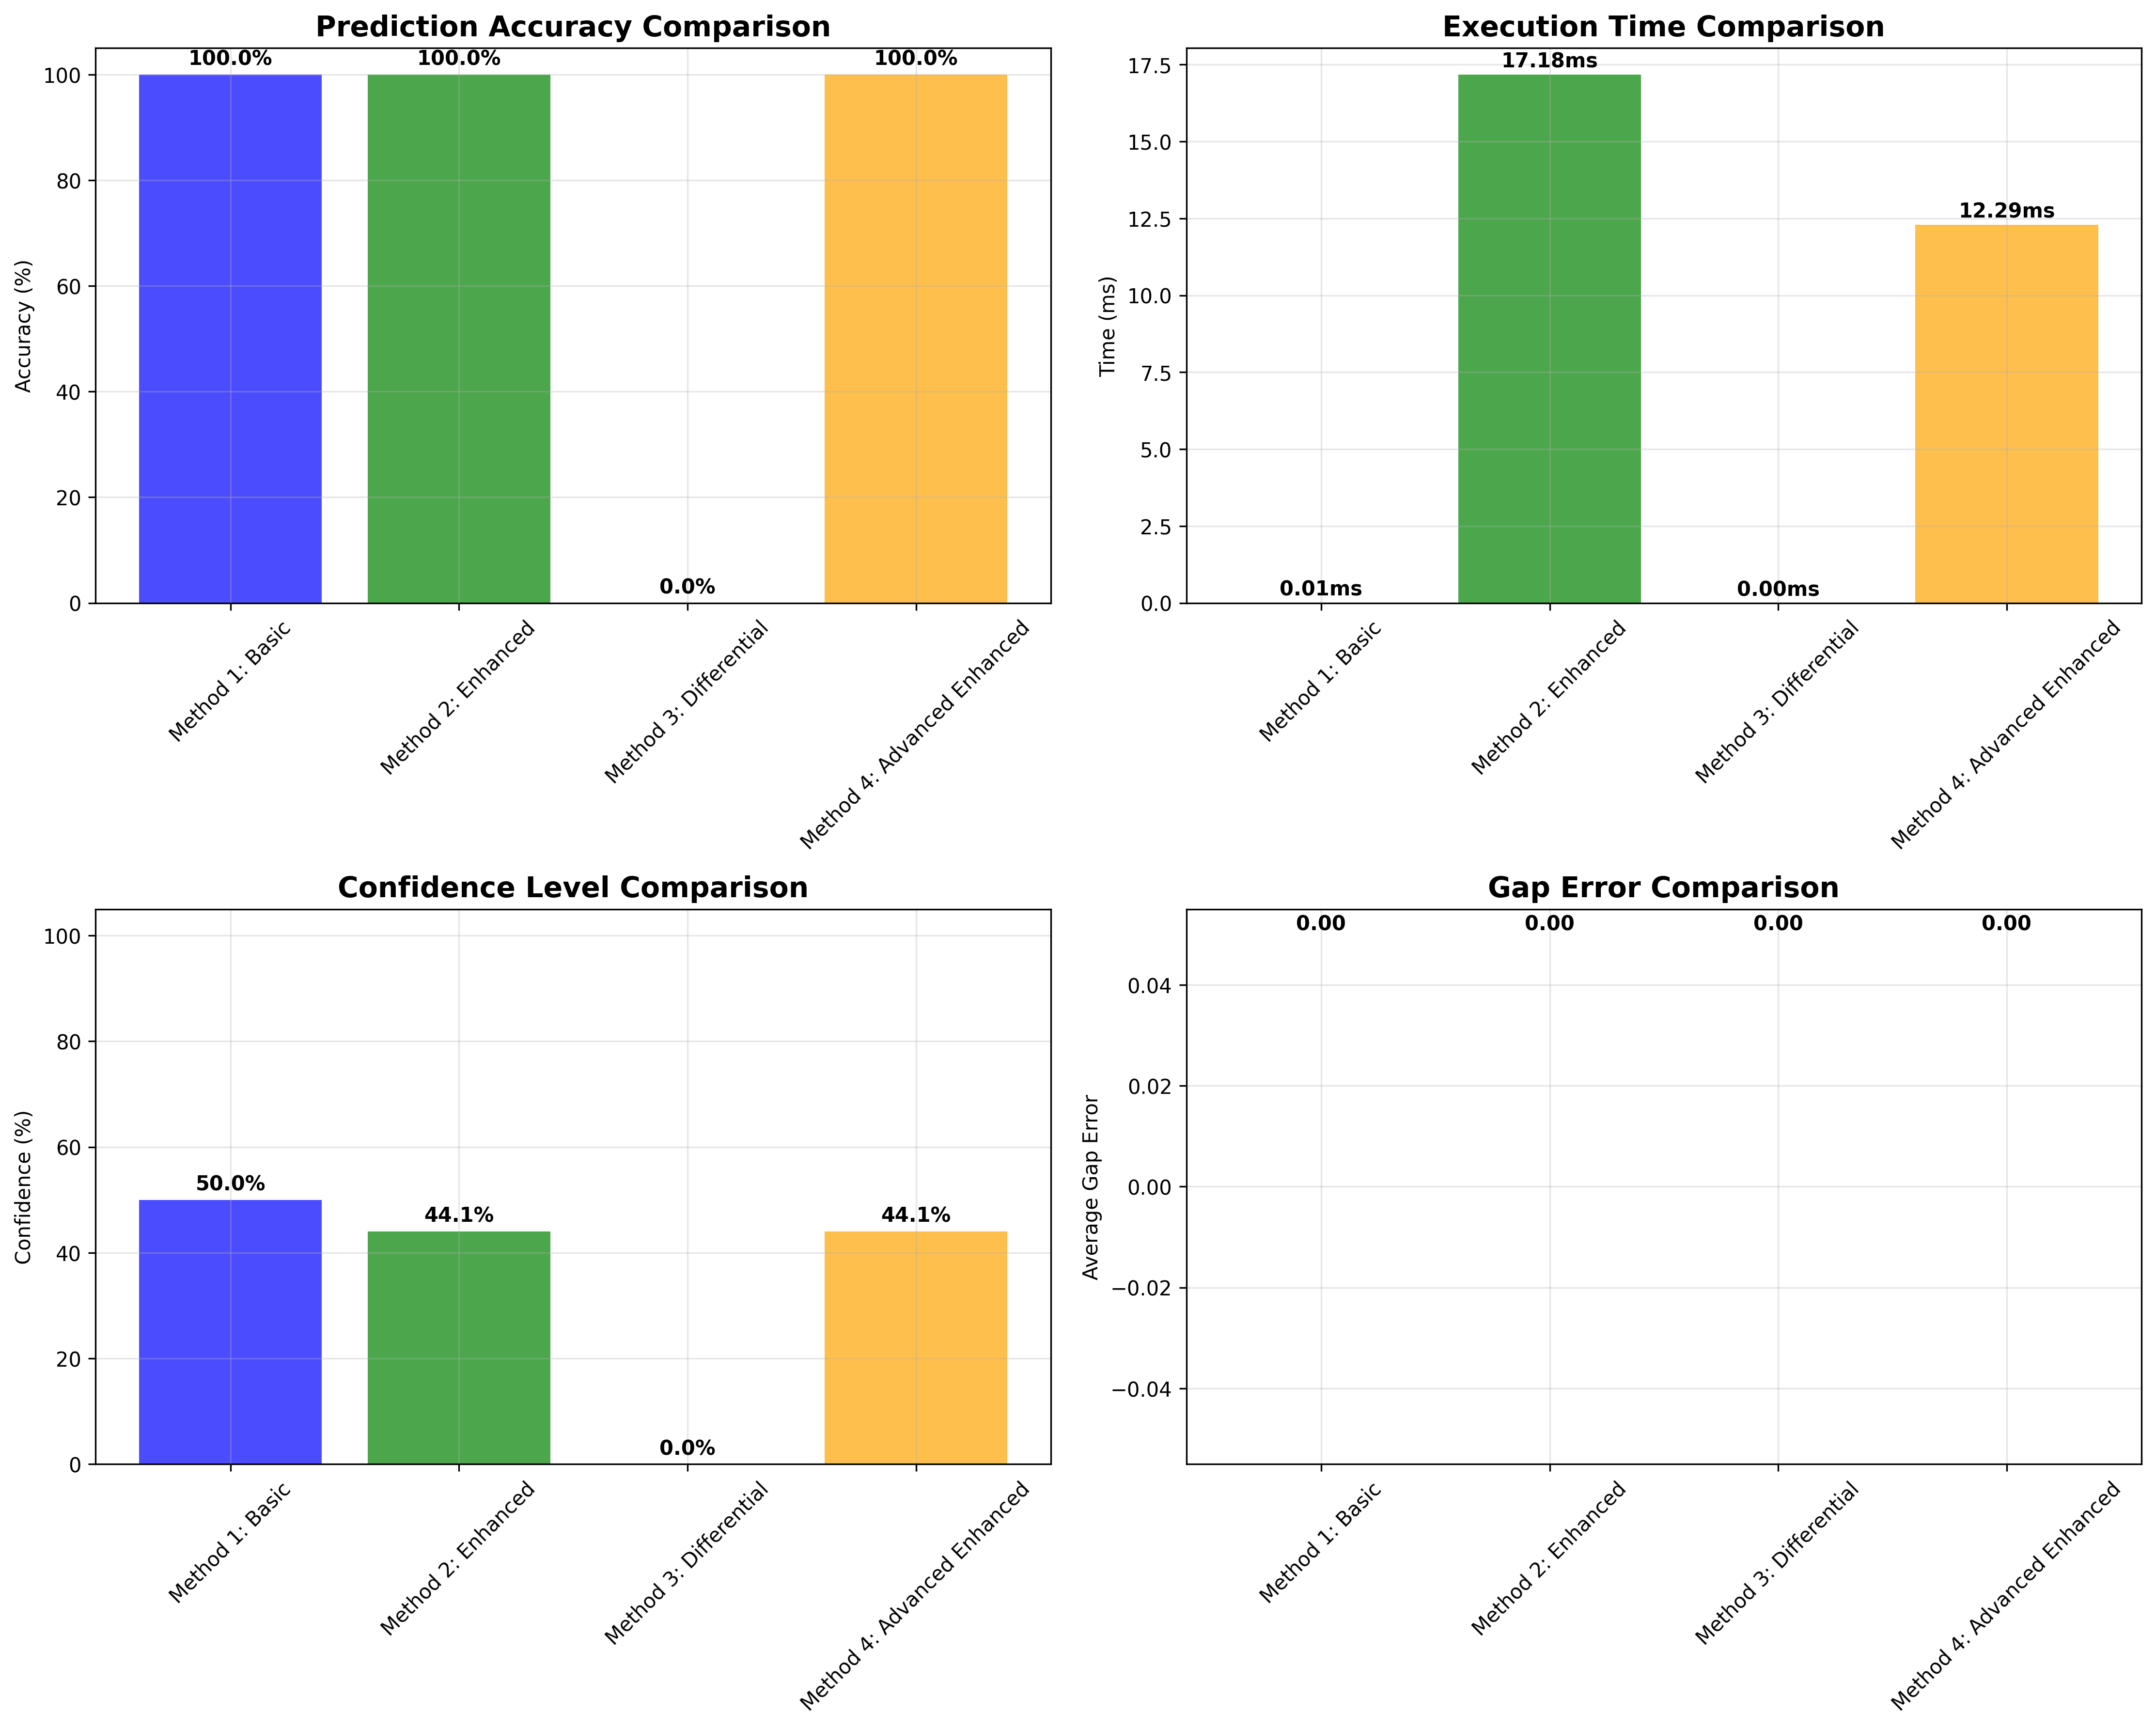 Prediction Accuracy Comparison
Accuracy (%)
100
80
60
40
20
0
100.0%
100.0%
0.0%
100.0%
Method 1: Basic
Method 2: Enhanced
Method 3: Differential
Method 4: Advanced Enhanced
Execution Time Comparison
Time (ms)
17.5
15.0
12.5
10.0
7.5
5.0
2.5
0.0
0.01ms
17.18ms
0.00ms
12.29ms
Method 1: Basic
Method 2: Enhanced
Method 3: Differential
Method 4: Advanced Enhanced
Confidence Level Comparison
Confidence (%)
100
80
60
40
20
0
50.0%
44.1%
0.0%
44.1%
Method 1: Basic
Method 2: Enhanced
Method 3: Differential
Method 4: Advanced Enhanced
Gap Error Comparison
Average Gap Error
0.04
0.02
0.00
−0.02
−0.04
0.00
0.00
0.00
0.00
Method 1: Basic
Method 2: Enhanced
Method 3: Differential
Method 4: Advanced Enhanced